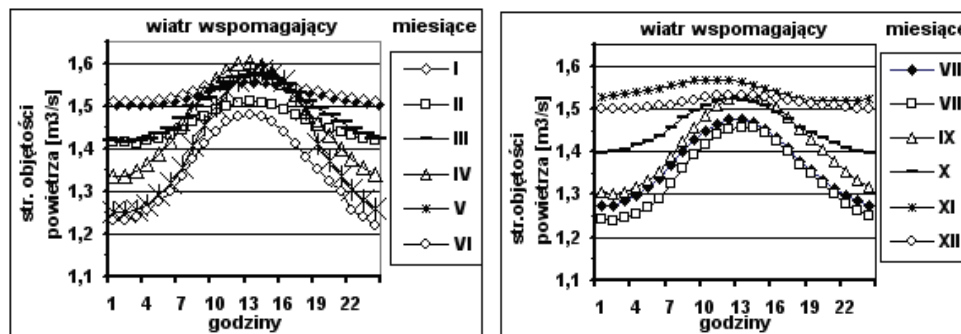 wiatr wspomagający
miesiące
str. objętości
powietrza [m3/s]
1,6
1,5
1,4
1,3
1,2
1,1
1 4 7 10 13 16 19 22
godziny
I
II
III
IV
V
VI
wiatr wspomagający
miesiące
str.objętości
powietrza [m3/s]
1,6
1,5
1,4
1,3
1,2
1,1
1 4 7 10 13 16 19 22
godziny
VII
VII
IX
X
XI
XII